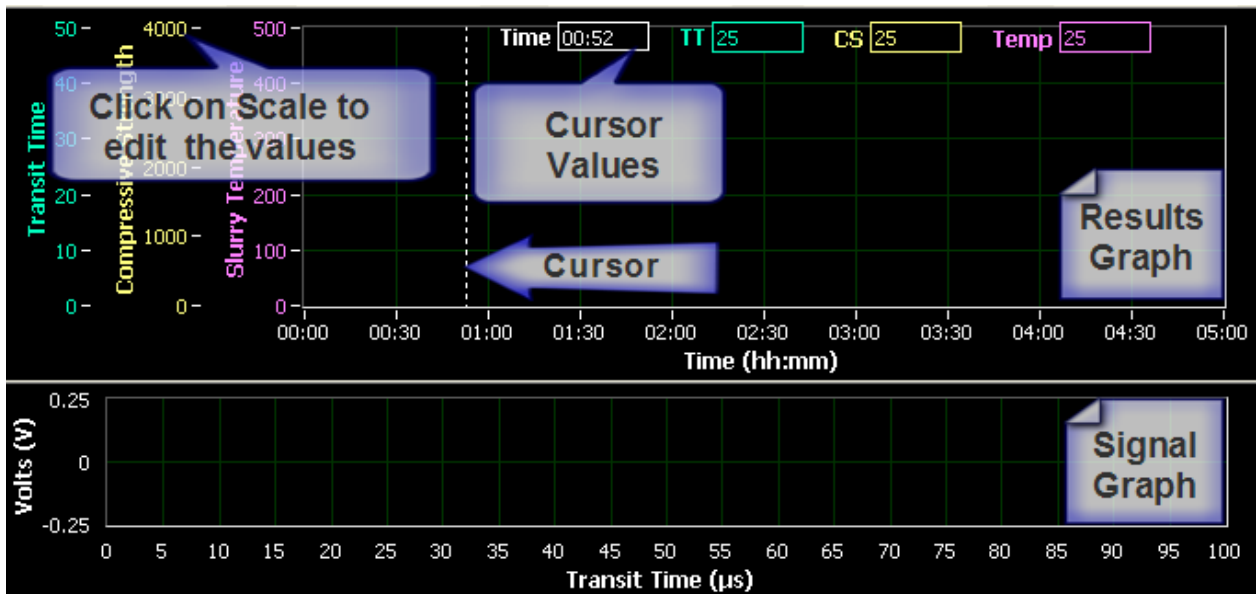 Time 00:52 TT 25 CS 25 Temp 25
Transit Time
50
40
30
20
10
0
Compressive Strength
4000
3000
2000
1000
0
Slurry Temperature
500
400
300
200
100
0
Click on Scale to
edit the values
Cursor
Values
Cursor
Results
Graph
00:00 00:30 01:00 01:30 02:00 02:30 03:00 03:30 04:00 04:30 05:00
Time (hh:mm)
Volts (V)
0.25
0
-0.25
Signal
Graph
0 5 10 15 20 25 30 35 40 45 50 55 60 65 70 75 80 85 90 95 100
Transit Time (µs)